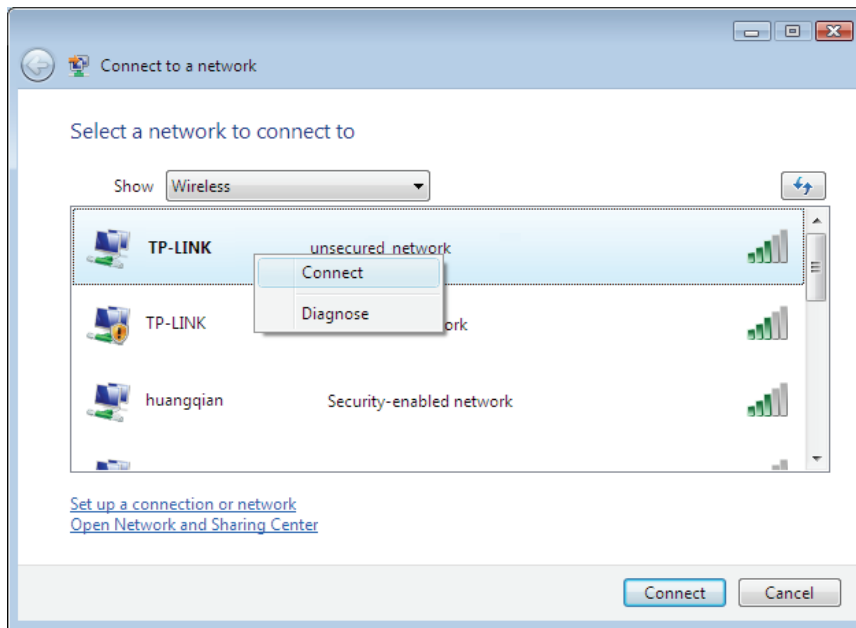 Connect to a network
Select a network to connect to
Show Wireless
TP-LINK unsecured network
Connect
Diagnose
TP-LINK
huangqian Security-enabled network
Set up a connection or network
Open Network and Sharing Center
Connect Cancel